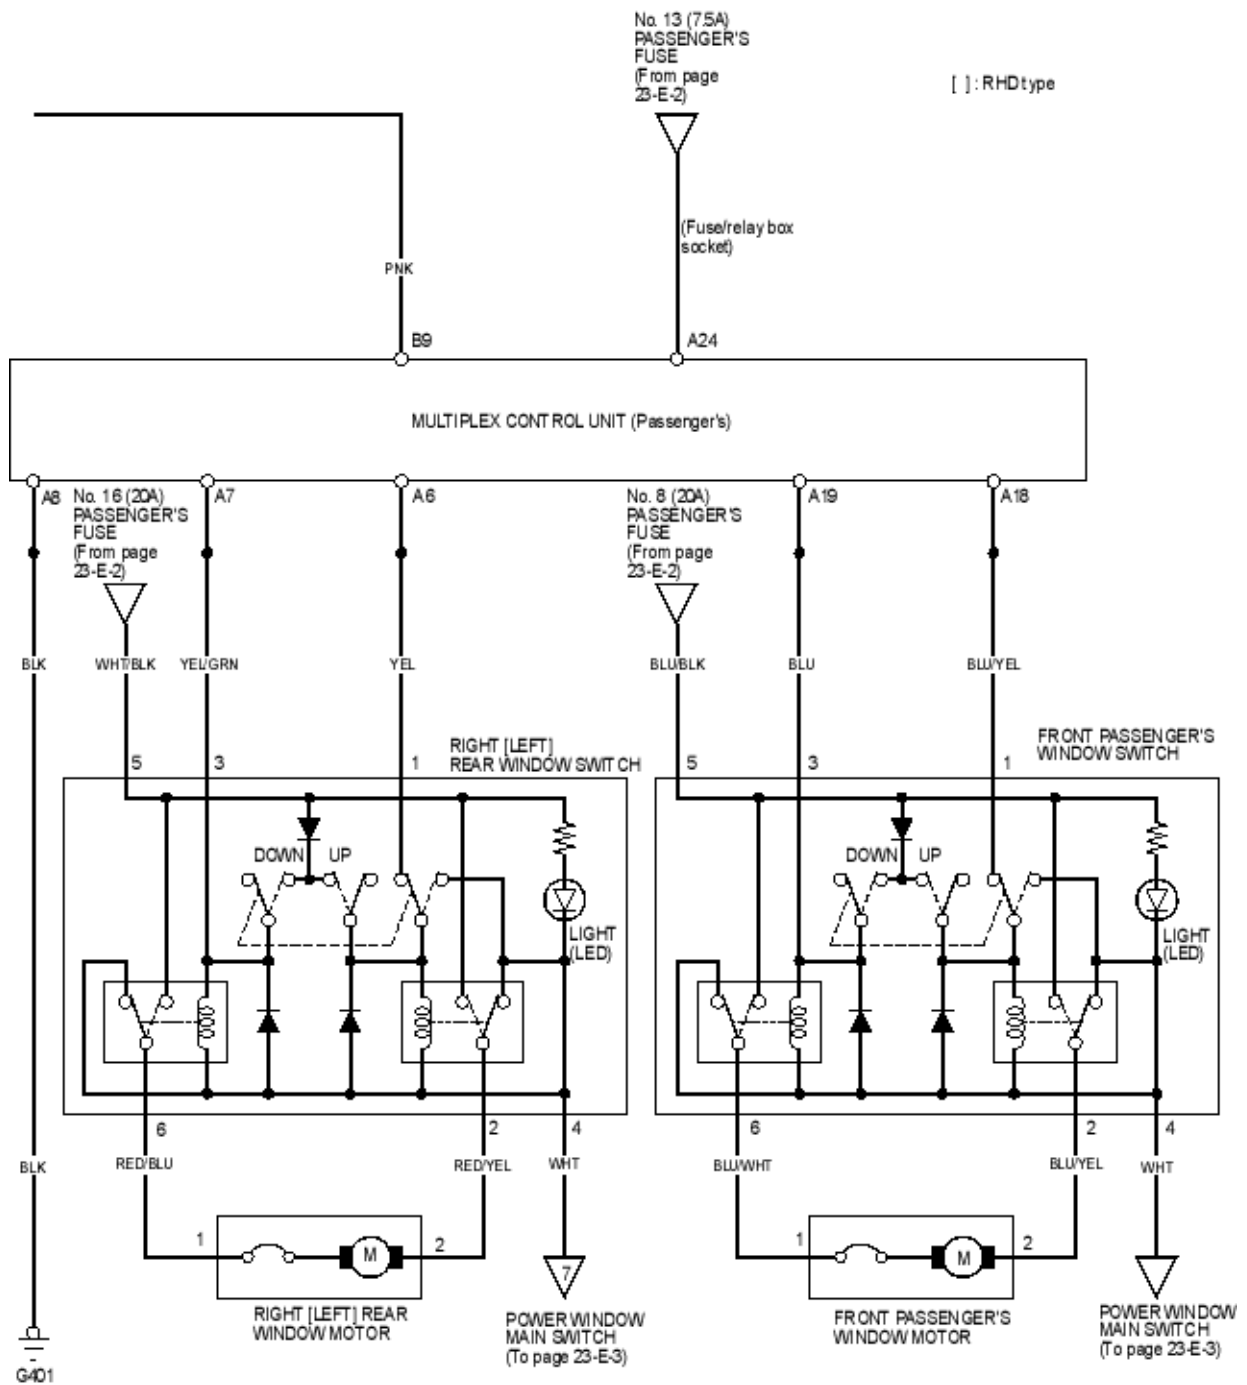 No. 13 (7.5A)
PASSENGER'S
FUSE
(From page
23-E-2)
[ ] : RHD type
(Fuse/relay box
socket)
PNK
B9
A24
MULTIPLEX CONTROL UNIT (Passenger's)
A8
A7
A6
A19
A18
No. 16 (20A)
PASSENGER'S
FUSE
(From page
23-E-2)
No. 8 (20A)
PASSENGER'S
FUSE
(From page
23-E-2)
BLK
WHT/BLK
YEL/GRN
YEL
BLU/BLK
BLU
BLU/YEL
RIGHT [LEFT]
REAR WINDOW SWITCH
FRONT PASSENGER'S
WINDOW SWITCH
5
3
1
5
3
1
DOWN
UP
DOWN
UP
LIGHT
(LED)
LIGHT
(LED)
6
2
4
6
2
4
BLK
RED/BLU
RED/YEL
WHT
BLU/WHT
BLU/YEL
WHT
1
M
2
1
M
2
7
RIGHT [LEFT] REAR
WINDOW MOTOR
POWER WINDOW
MAIN SWITCH
(To page 23-E-3)
FRONT PASSENGER'S
WINDOW MOTOR
POWER WINDOW
MAIN SWITCH
(To page 23-E-3)
G401